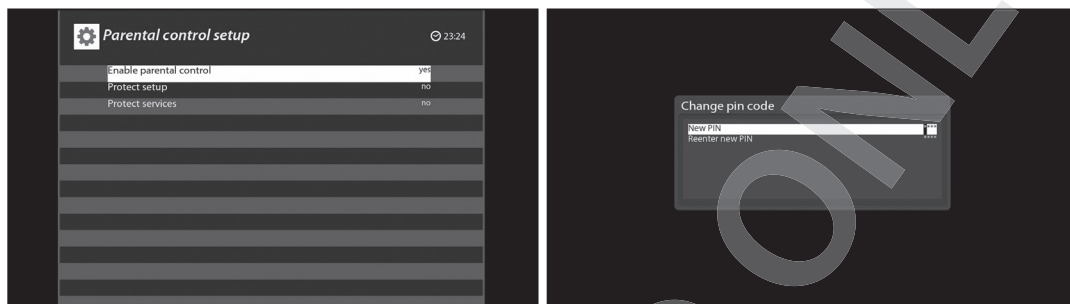 Parental control setup
23:24
Enable parental control yes
Protect setup no
Protect services no
Change pin code
New PIN ****
Reenter new PIN ****
ONL